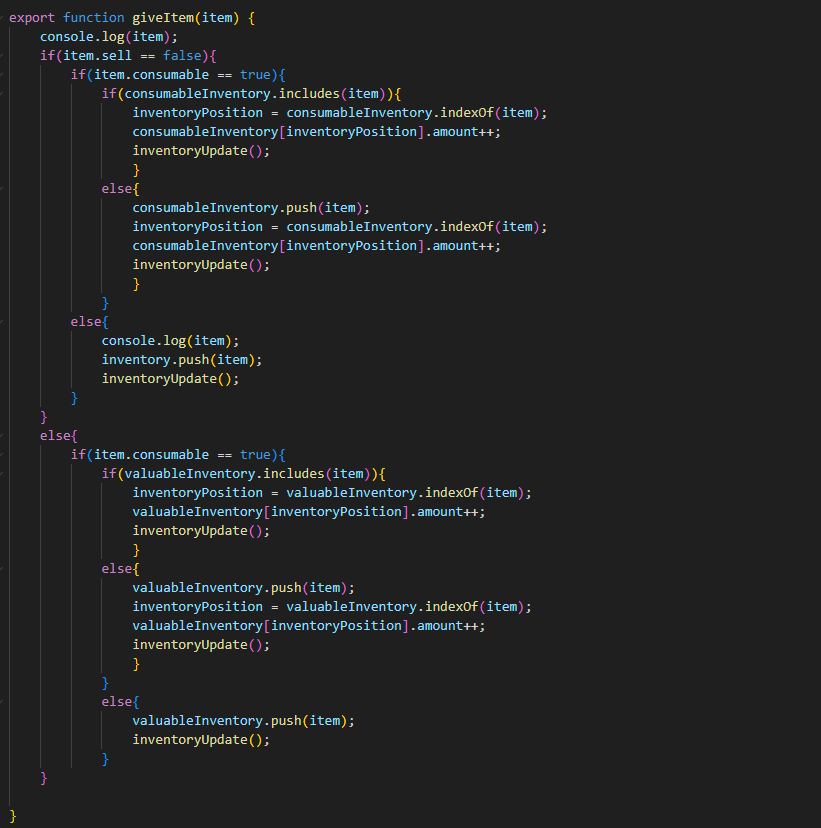 export function giveItem(item) {
    console.log(item);
    if(item.sell == false){
        if(item.consumable == true){
            if(consumableInventory.includes(item)){
                inventoryPosition = consumableInventory.indexOf(item);
                consumableInventory[inventoryPosition].amount++;
                inventoryUpdate();
                }
            else{
                consumableInventory.push(item);
                inventoryPosition = consumableInventory.indexOf(item);
                consumableInventory[inventoryPosition].amount++;
                inventoryUpdate();
                }
            }
        else{
            console.log(item);
            inventory.push(item);
            inventoryUpdate();
        }
    }
    else{
        if(item.consumable == true){
            if(valuableInventory.includes(item)){
                inventoryPosition = valuableInventory.indexOf(item);
                valuableInventory[inventoryPosition].amount++;
                inventoryUpdate();
                }
            else{
                valuableInventory.push(item);
                inventoryPosition = valuableInventory.indexOf(item);
                valuableInventory[inventoryPosition].amount++;
                inventoryUpdate();
                }
            }
            else{
                valuableInventory.push(item);
                inventoryUpdate();
            }
    }

}